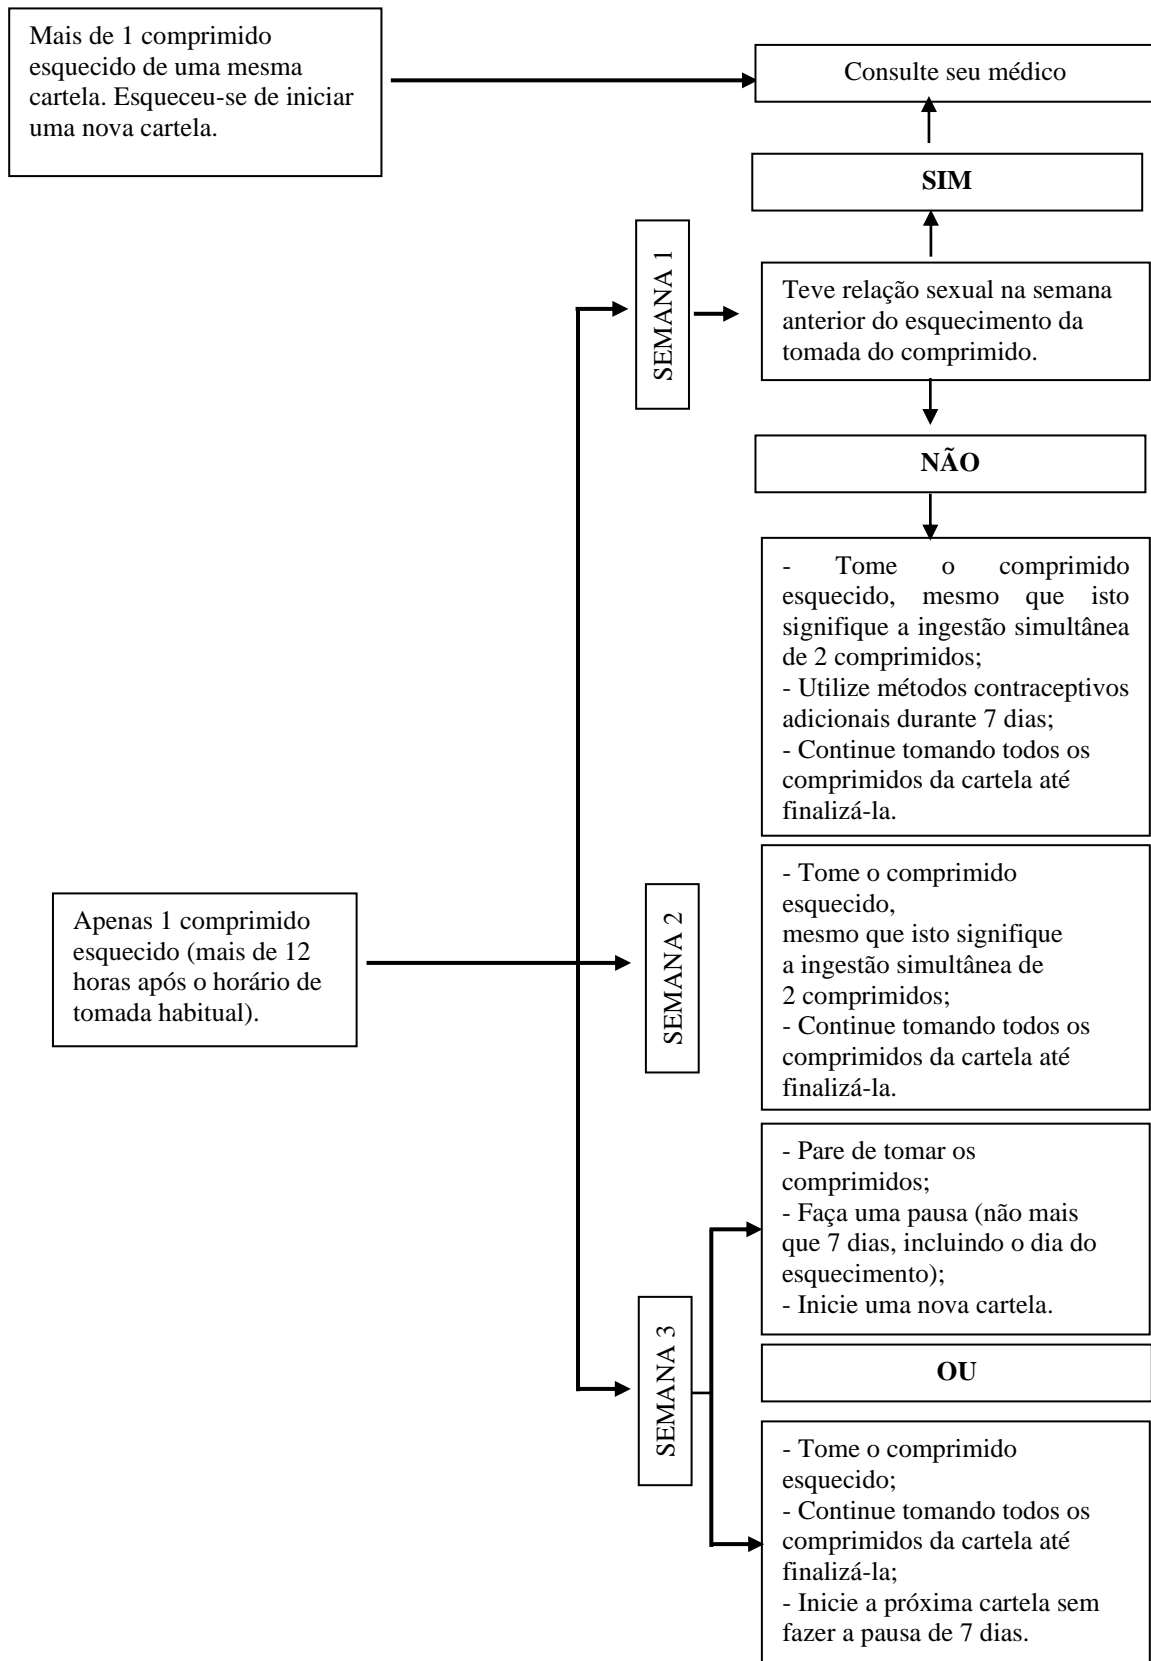 Mais de 1 comprimido
esquecido de uma mesma
cartela. Esqueceu-se de iniciar
uma nova cartela.
Consulte seu médico
SIM
SEMANA 1
Teve relação sexual na semana
anterior do esquecimento da
tomada do comprimido.
NÃO
- Tome o comprimido
esquecido, mesmo que isto
signifique a ingestão simultânea
de 2 comprimidos;
- Utilize métodos contraceptivos
adicionais durante 7 dias;
- Continue tomando todos os
comprimidos da cartela até
finalizá-la.
Apenas 1 comprimido
esquecido (mais de 12
horas após o horário de
tomada habitual).
SEMANA 2
- Tome o comprimido
esquecido,
mesmo que isto signifique
a ingestão simultânea de
2 comprimidos;
- Continue tomando todos os
comprimidos da cartela até
finalizá-la.
SEMANA 3
- Pare de tomar os
comprimidos;
- Faça uma pausa (não mais
que 7 dias, incluindo o dia do
esquecimento);
- Inicie uma nova cartela.
OU
- Tome o comprimido
esquecido;
- Continue tomando todos os
comprimidos da cartela até
finalizá-la;
- Inicie a próxima cartela sem
fazer a pausa de 7 dias.